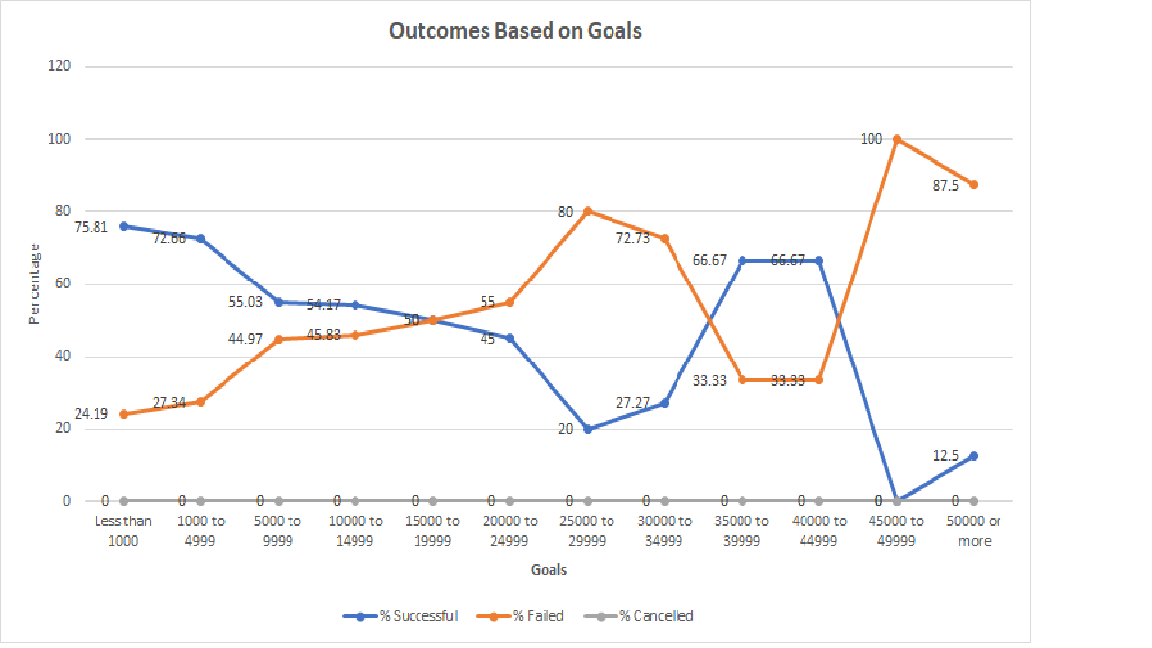 Outcomes Based on Goals
120
100
80
60
40
20
0
Percentage
75.81
72.66
55.03
54.17
50
45
20
27.27
66.67
66.67
12.5
24.19
27.34
44.97
45.83
55
80
72.73
33.33
33.33
100
87.5
0 0 0 0 0 0 0 0 0 0 0 0
Less than
1000
1000 to
4999
5000 to
9999
10000 to
14999
15000 to
19999
20000 to
24999
25000 to
29999
30000 to
34999
35000 to
39999
40000 to
44999
45000 to
49999
50000 or
more
Goals
% Successful % Failed % Cancelled